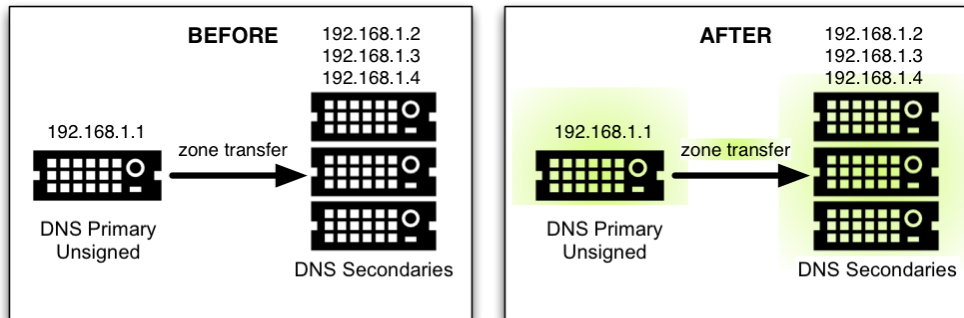 BEFORE
192.168.1.2
192.168.1.3
192.168.1.4
192.168.1.1
zone transfer
DNS Primary
Unsigned
DNS Secondaries
AFTER
192.168.1.2
192.168.1.3
192.168.1.4
192.168.1.1
zone transfer
DNS Primary
Unsigned
DNS Secondaries